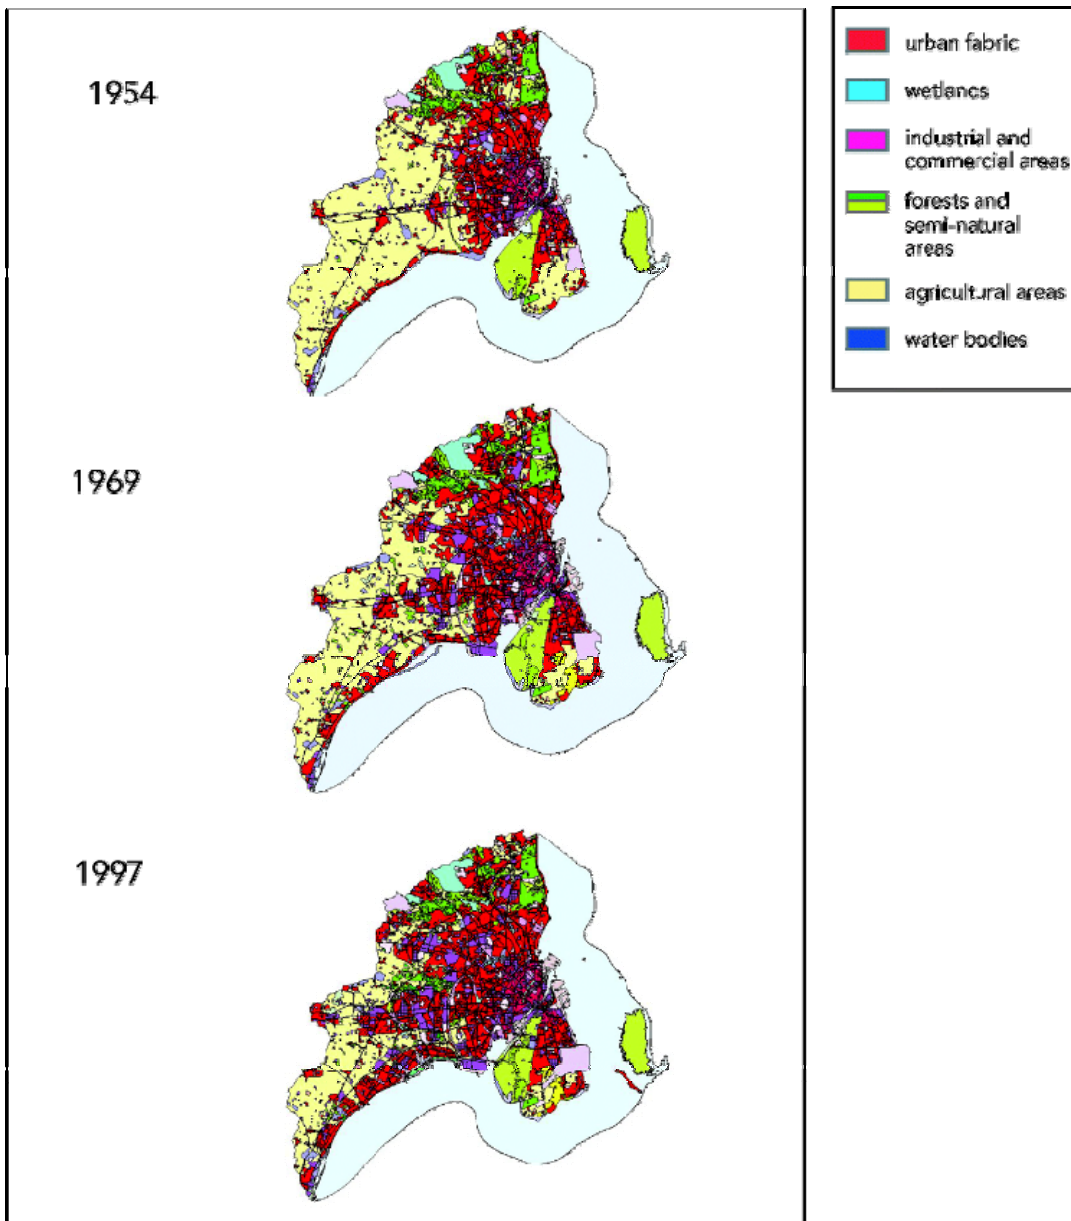 1954
1969
1997
urban fabric
wetlancs
industrial and
commercial areas
forests and
semi-natural
areas
agricultural areas
water bodies